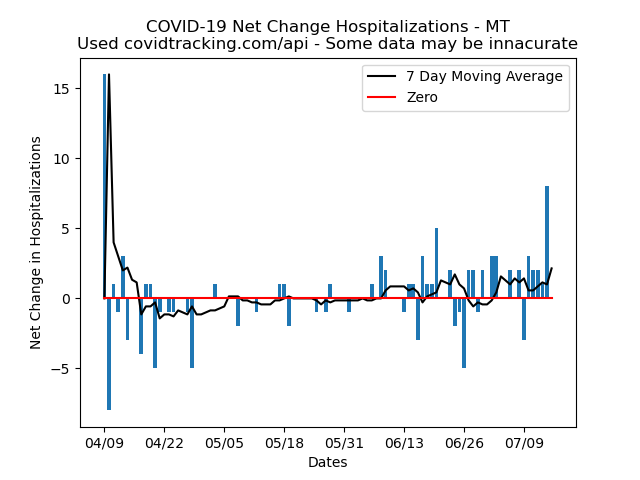 COVID-19 Net Change Hospitalizations - MT
Used covidtracking.com/api - Some data may be innacurate
7 Day Moving Average
Zero
Net Change in Hospitalizations
15
10
5
0
−5
04/09 04/22 05/05 05/18 05/31 06/13 06/26 07/09
Dates